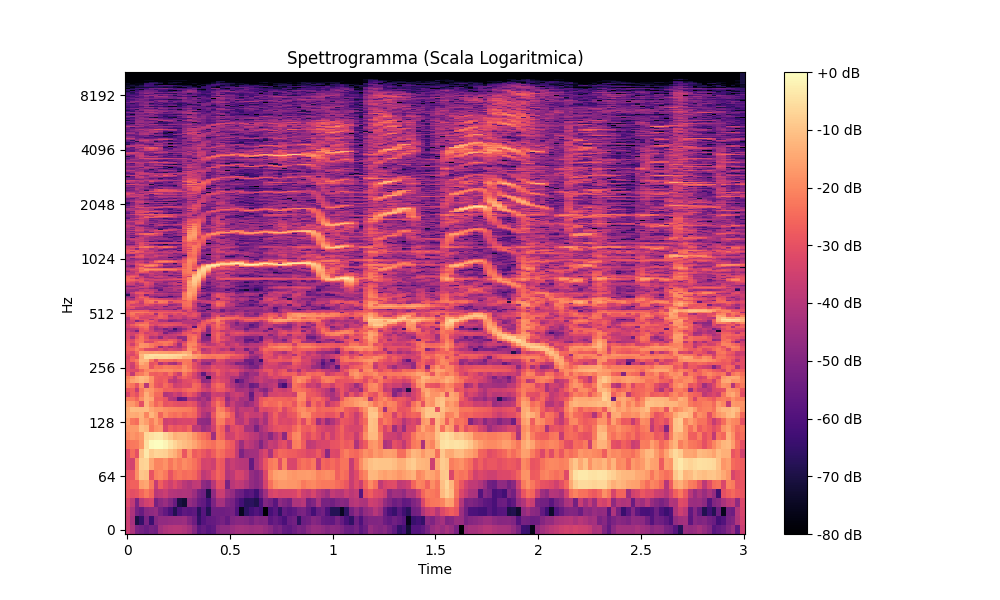 Spettrogramma (Scala Logaritmica)
Hz
8192
4096
2048
1024
512
256
128
64
0
0 0.5 1 1.5 2 2.5 3
Time
+0 dB
-10 dB
-20 dB
-30 dB
-40 dB
-50 dB
-60 dB
-70 dB
-80 dB